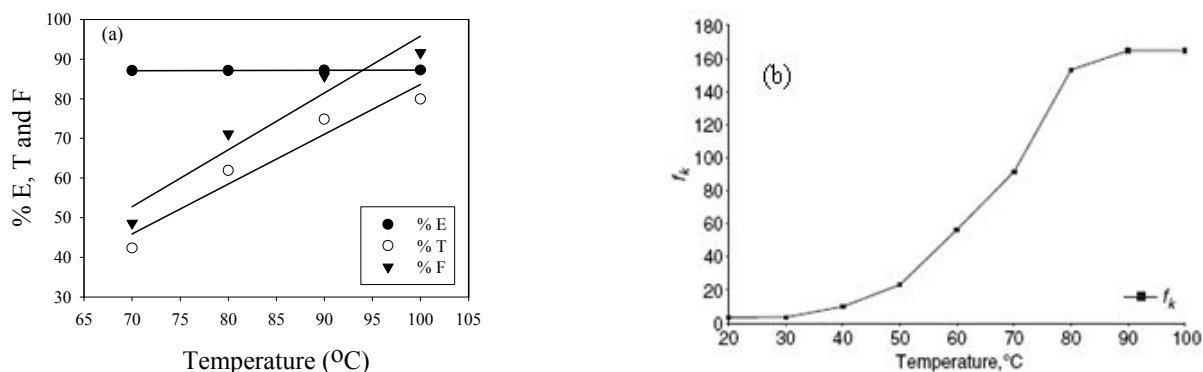 (a)
% E, T and F
100
90
80
70
60
50
40
30
65 70 75 80 85 90 95 100 105
Temperature (°C)
% E
% T
% F
(b)
fk
180
160
140
120
100
80
60
40
20
0
20 30 40 50 60 70 80 90 100
Temperature,°C
fk